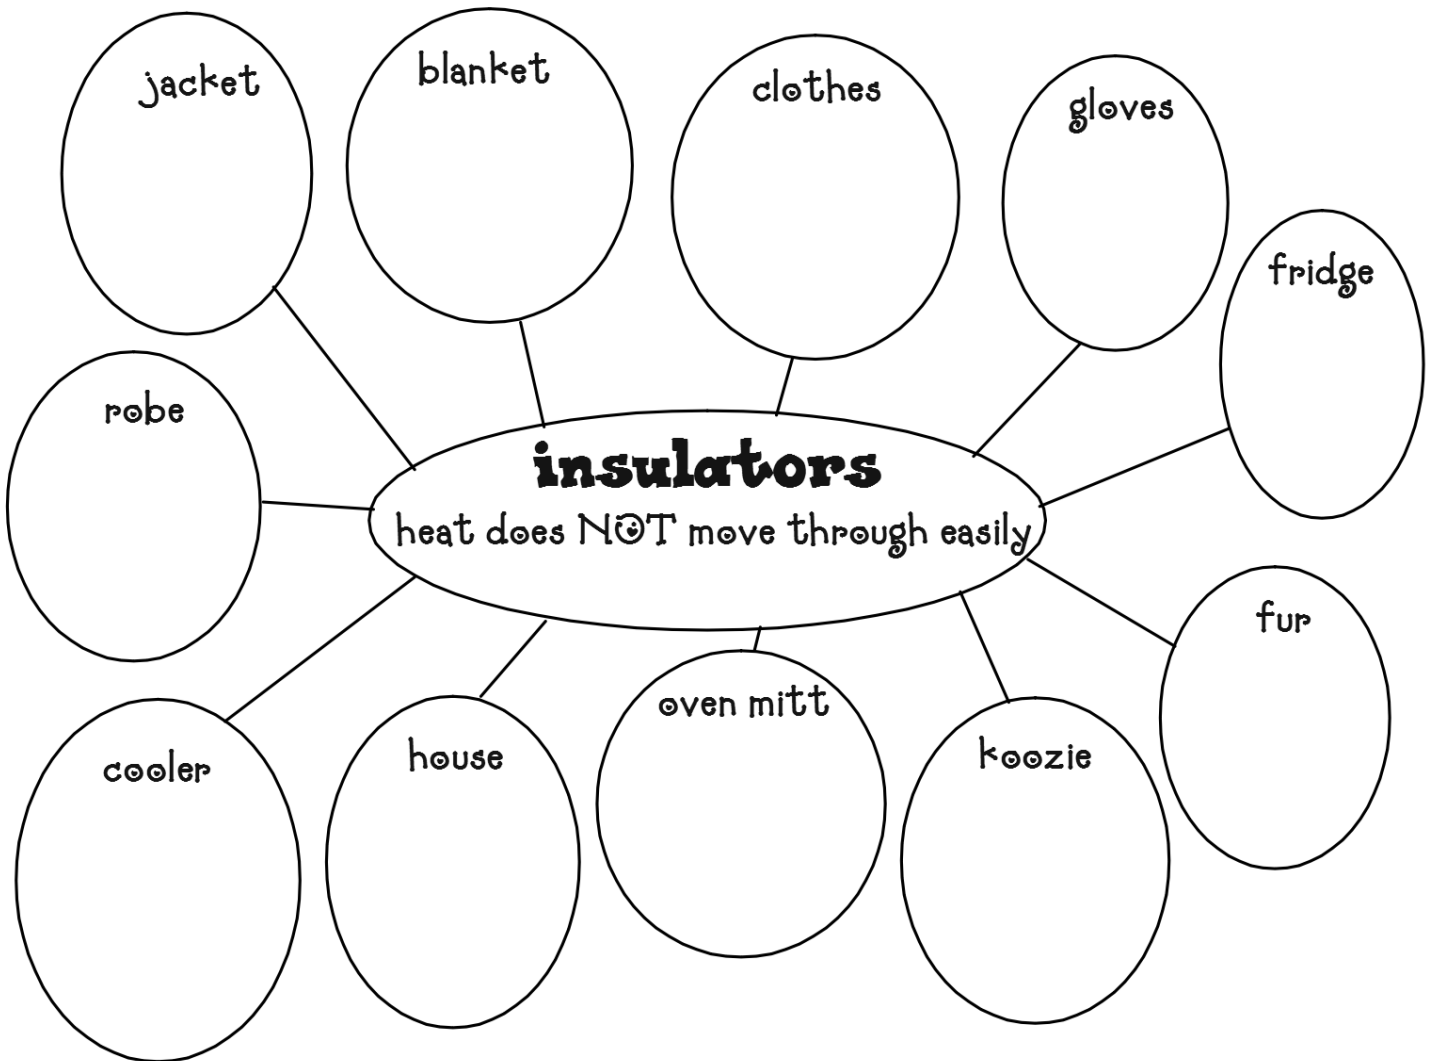 jacket
blanket
clothes
gloves
fridge
robe
insulators
heat does NOT move through easily
fur
cooler
house
oven mitt
koozie